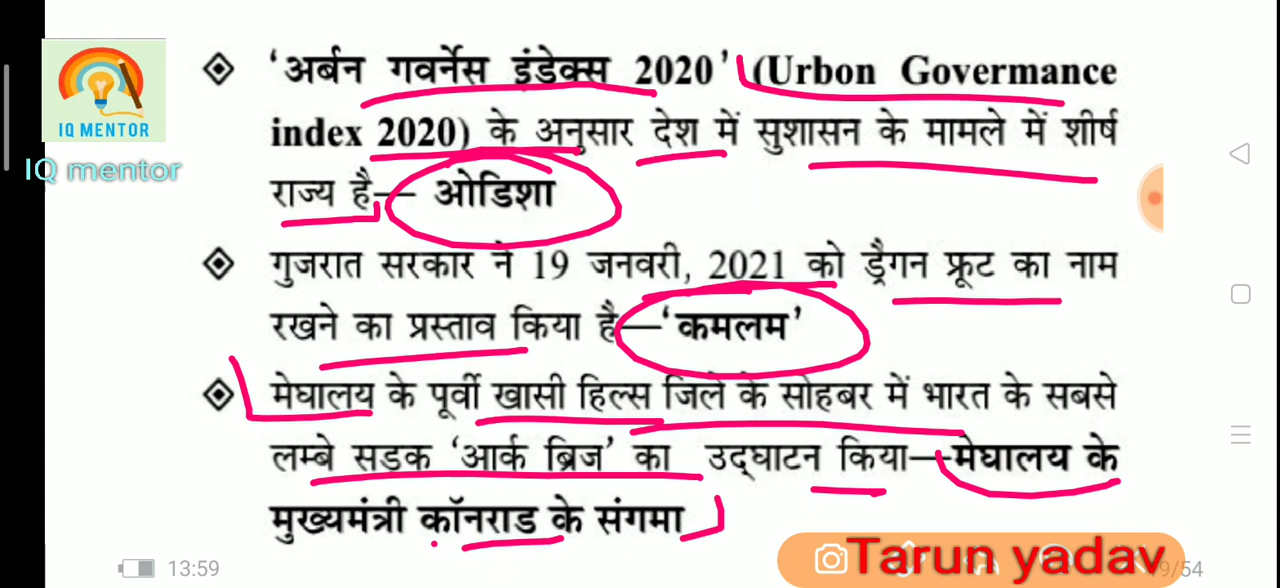 IQ MENTOR
IQ mentor
❖ 'अर्बन गवर्नेस इंडेक्स 2020' (Urbon Govermance
index 2020) के अनुसार देश में सुशासन के मामले में शीर्ष
राज्य है— ओडिशा
❖ गुजरात सरकार ने 19 जनवरी, 2021 को ड्रैगन फ्रूट का नाम
रखने का प्रस्ताव किया है—'कमलम'
❖ मेघालय के पूर्वी खासी हिल्स जिले के सोहबर में भारत के सबसे
लम्बे सडक 'आर्क ब्रिज' का उद्घाटन किया—मेघालय के
मुख्यमंत्री कॉनराड के संगमा
13:59
Tarun yadav
9/54